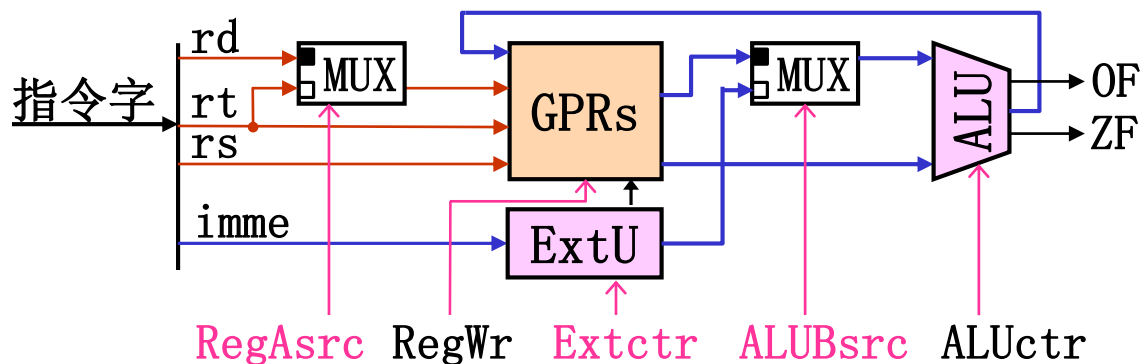 rd
MUX
MUX
指令字
rt
GPRs
ALU
OF
ZF
rs
imme
ExtU
RegAsrc RegWr Extctr ALUBsrc ALUctr